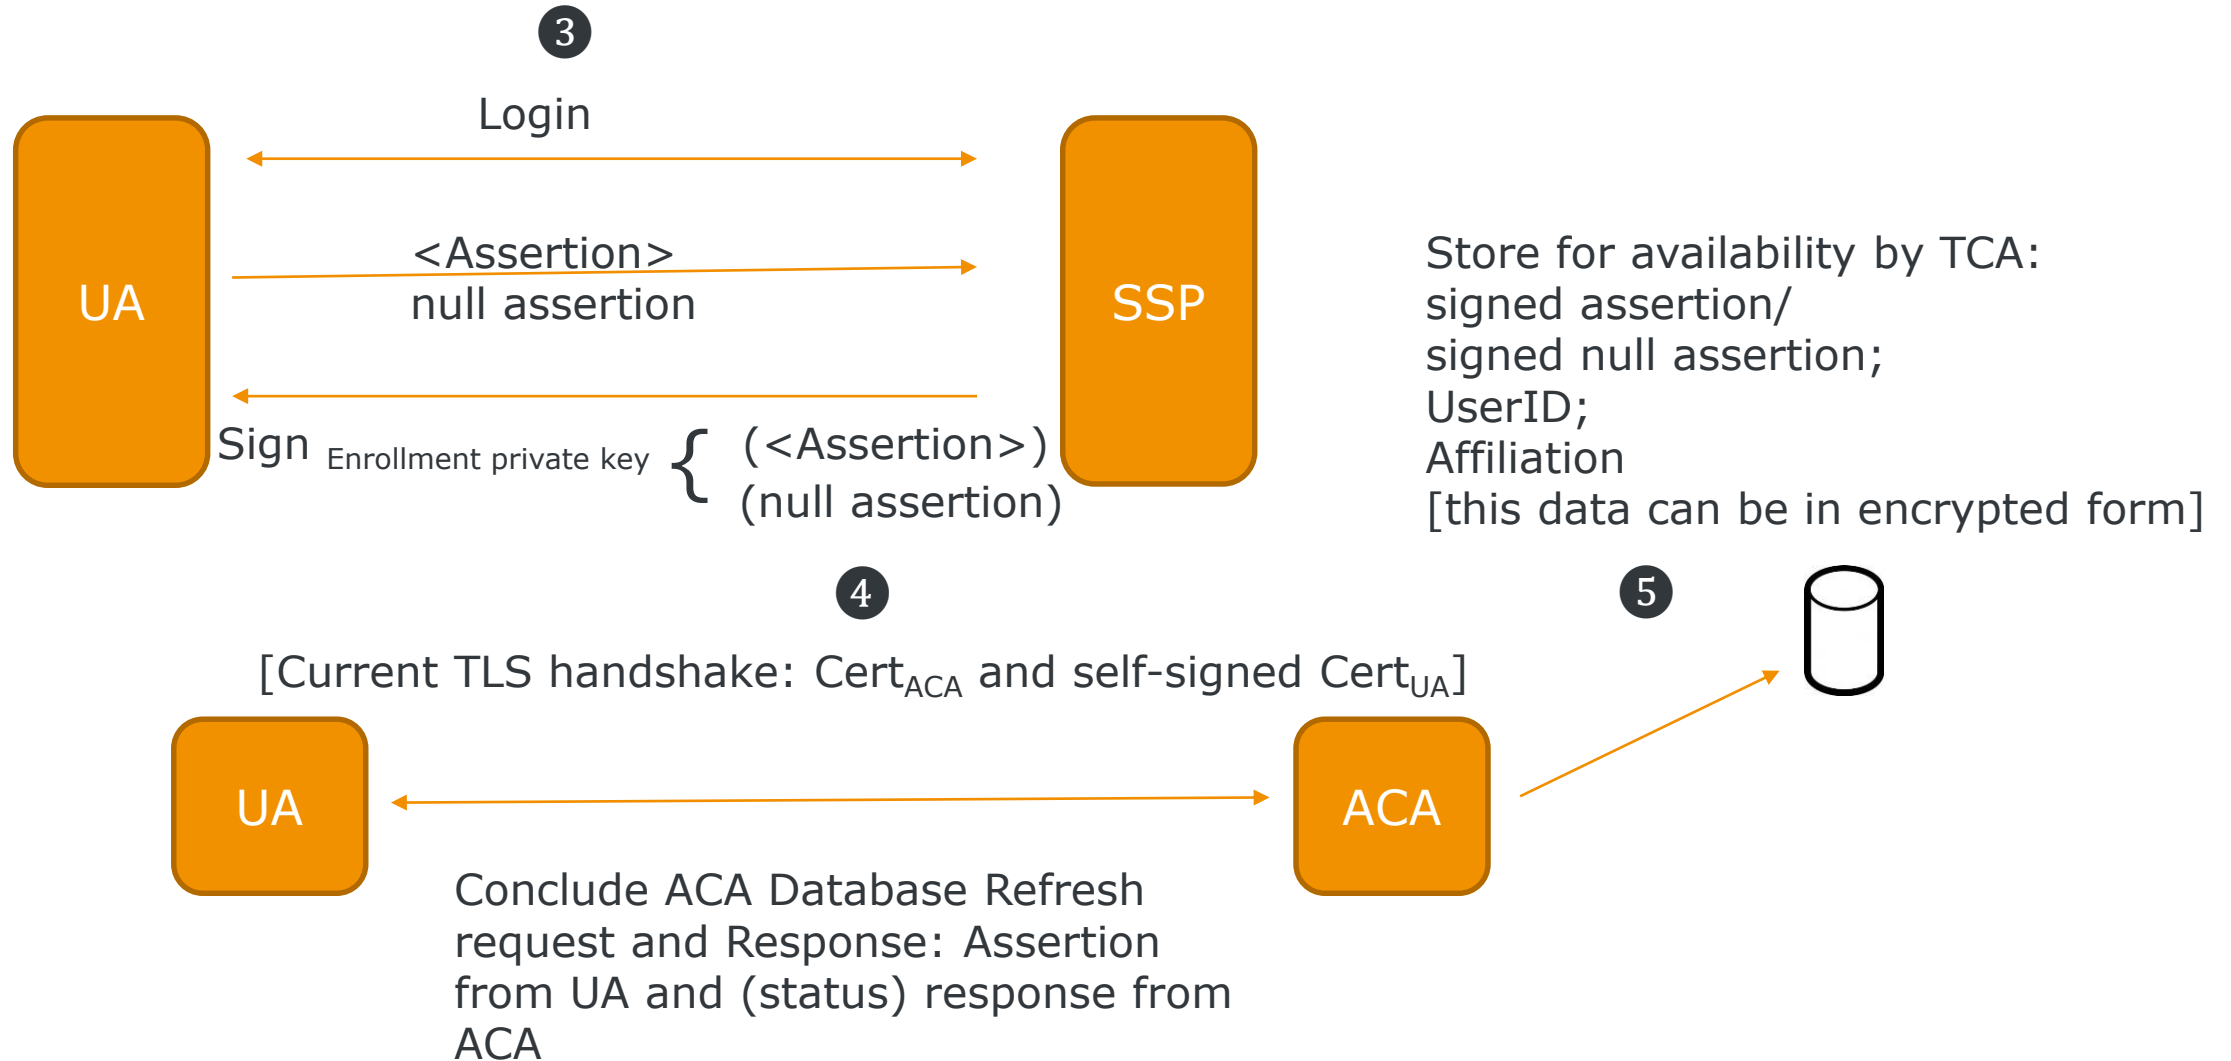 ❸
Login
UA
<Assertion>
null assertion
SSP
Sign Enrollment private key { (<Assertion>)
(null assertion)
Store for availability by TCA:
signed assertion/
signed null assertion;
UserID;
Affiliation
[this data can be in encrypted form]
❹
❺
[Current TLS handshake: CertACA and self-signed CertUA]
UA
ACA
Conclude ACA Database Refresh
request and Response: Assertion
from UA and (status) response from
ACA